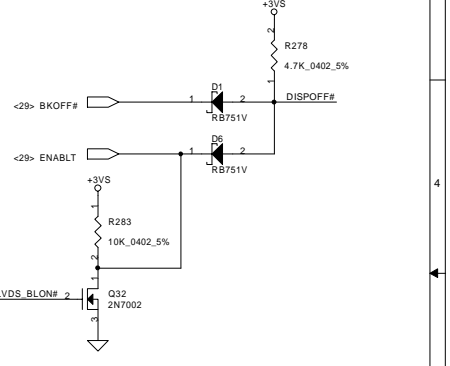 +3VS
2
R278
4.7K_0402_5%
1
D1
<29> BKOFF#
1
2
DISPOFF#
RB751V
D6
<29> ENABLT
1
2
RB751V
+3VS
4
1
R283
10K_0402_5%
2
1
VDS_BLON#
2
Q32
2N7002
3